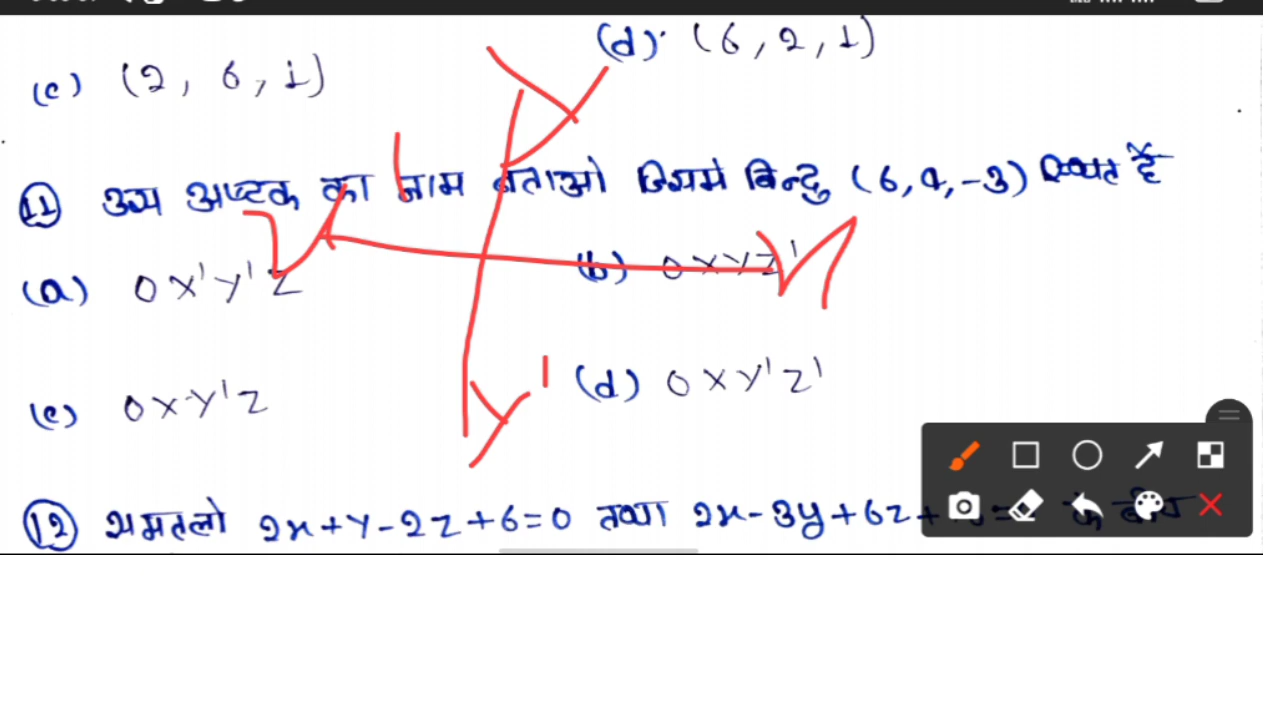 (c) (2, 6, 1)
(d) (6, 2, 1)
(11) उस अष्टक का नाम बताओ जिसमे बिन्दु (6, 4, -3) स्थित है
(a) OX'Y'Z
(b) OXYZ'
(c) OXY'Z
(d) OXY'Z'
x' x
y
y'
(12) समतलो 2x+y-2z+6=0 तथा 2x-3y+6z+ के बीच